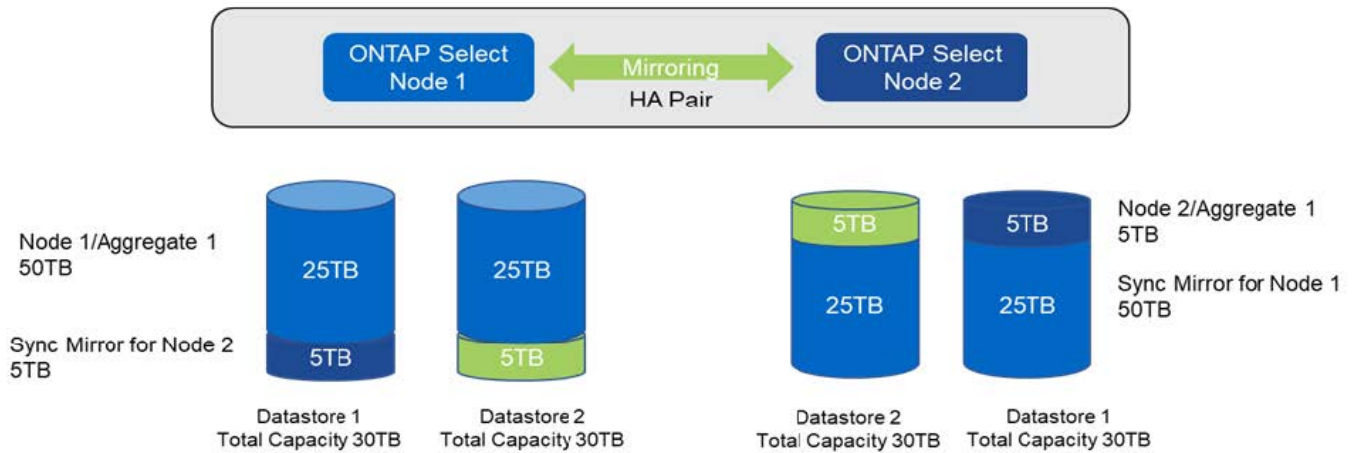 ONTAP Select
Node 1
Mirroring
HA Pair
ONTAP Select
Node 2
Node 1/Aggregate 1
50TB
25TB
25TB
Sync Mirror for Node 2
5TB
5TB
5TB
Datastore 1
Total Capacity 30TB
Datastore 2
Total Capacity 30TB
5TB
5TB
Node 2/Aggregate 1
5TB
25TB
25TB
Sync Mirror for Node 1
50TB
Datastore 2
Total Capacity 30TB
Datastore 1
Total Capacity 30TB